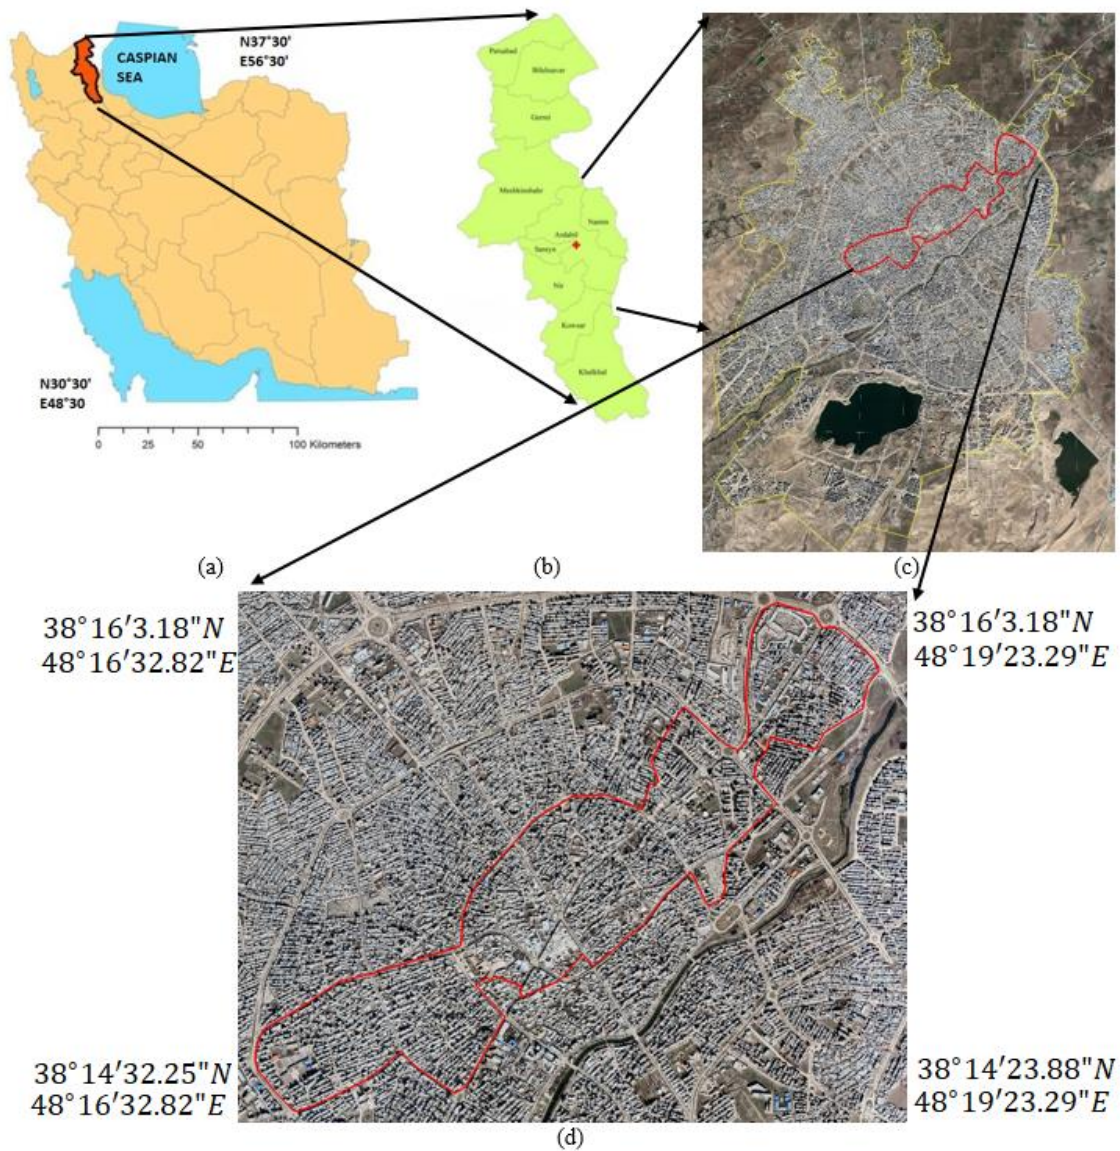 N37°30'
E56°30'
CASPIAN
SEA
N30°30'
E48°30
0 25 50 100 Kilometers
Parsabad
Bilehsavar
Germi
Meshkinshahr
Namin
Ardabil
Sareyn
Nir
Kowsar
Khalkhal
(a)
(b)
(c)
38°16′3.18"N
48°16′32.82"E
38°16′3.18"N
48°19′23.29"E
38°14′32.25"N
48°16′32.82"E
38°14′23.88"N
48°19′23.29"E
(d)